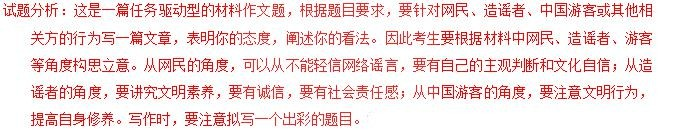 试题分析：这是一篇任务驱动型的材料作文题，根据题目要求，要针对网民、造谣者、中国游客或其他相
关方的行为写一篇文章，表明你的态度，阐述你的看法。因此考生要根据材料中网民、造谣者、游客
等角度构思立意。从网民的角度，可以从不能轻信网络谣言，要有自己的主观判断和文化自信；从造
谣者的角度，要讲究文明素养，要有诚信，要有社会责任感；从中国游客的角度，要注意文明行为，
提高自身修养。写作时，要注意拟写一个出彩的题目。